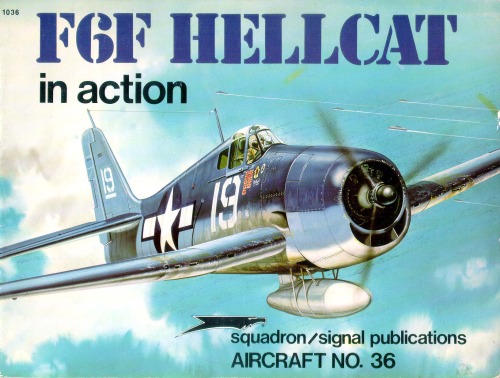 1036
F6F HELLCAT
in action
19
19
squadron/signal publications
AIRCRAFT NO. 36